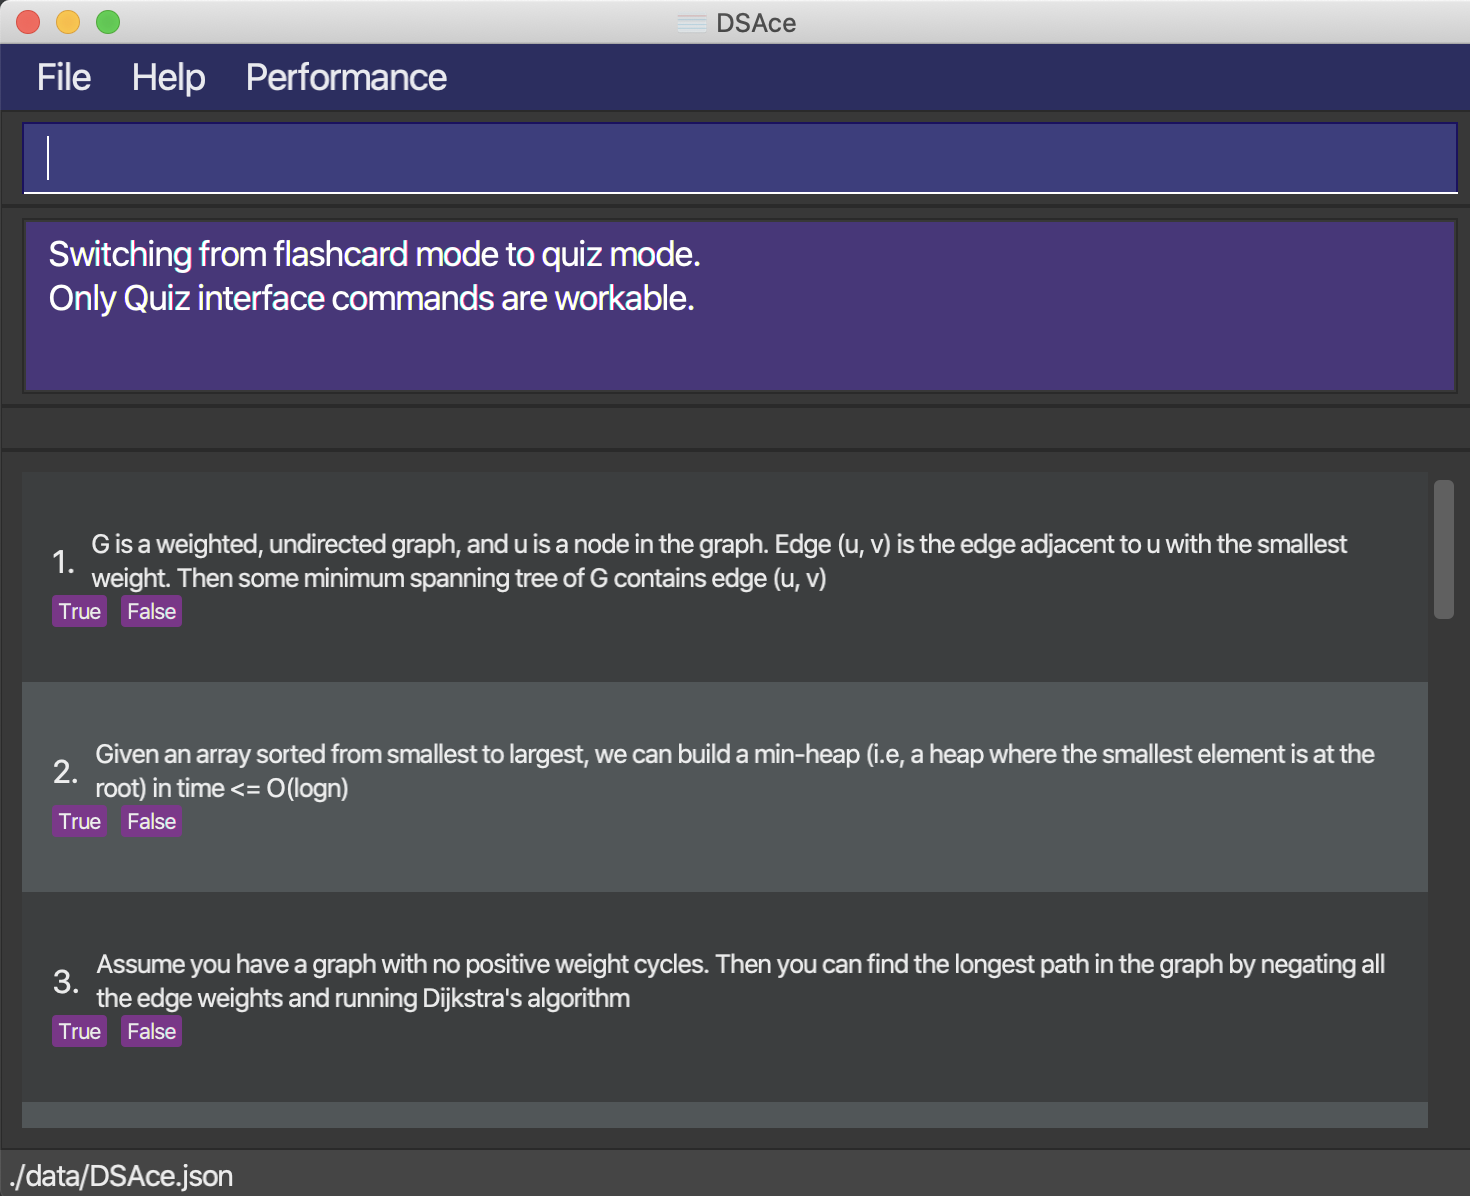 DSAce
File Help Performance
Switching from flashcard mode to quiz mode.
Only Quiz interface commands are workable.
1. G is a weighted, undirected graph, and u is a node in the graph. Edge (u, v) is the edge adjacent to u with the smallest
weight. Then some minimum spanning tree of G contains edge (u, v)
True False
2. Given an array sorted from smallest to largest, we can build a min-heap (i.e, a heap where the smallest element is at the
root) in time <= O(logn)
True False
3. Assume you have a graph with no positive weight cycles. Then you can find the longest path in the graph by negating all
the edge weights and running Dijkstra's algorithm
True False
./data/DSAce.json